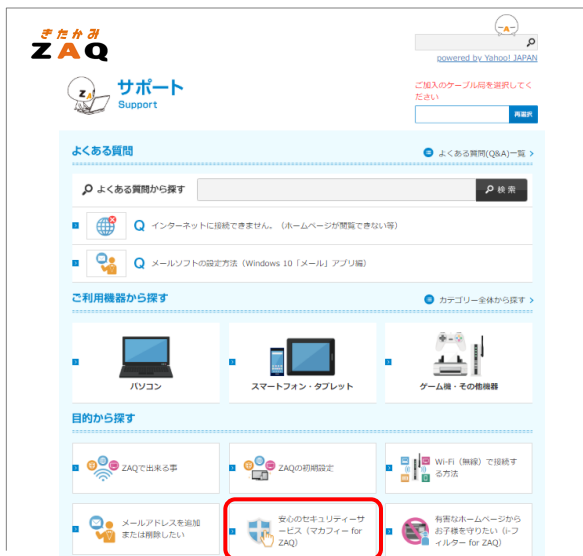 きたかみ
ZAQ
powered by Yahoo! JAPAN
サポート
Support
ご加入のケーブル局を選択してく
ださい
再選択
よくある質問
よくある質問(Q&A)一覧
よくある質問から探す
検索
Q インターネットに接続できません。（ホームページが閲覧できない等）
Q メールソフトの設定方法（Windows 10「メール」アプリ編）
ご利用機器から探す
カテゴリー全体から探す
パソコン
スマートフォン・タブレット
ゲーム機・その他機器
目的から探す
ZAQで出来る事
ZAQの初期設定
Wi-Fi（無線）で接続す
る方法
メールアドレスを追加
または削除したい
安心のセキュリティーサ
ービス（マカフィー for
ZAQ）
有害なホームページから
お子様を守りたい（i-フ
ィルター for ZAQ）